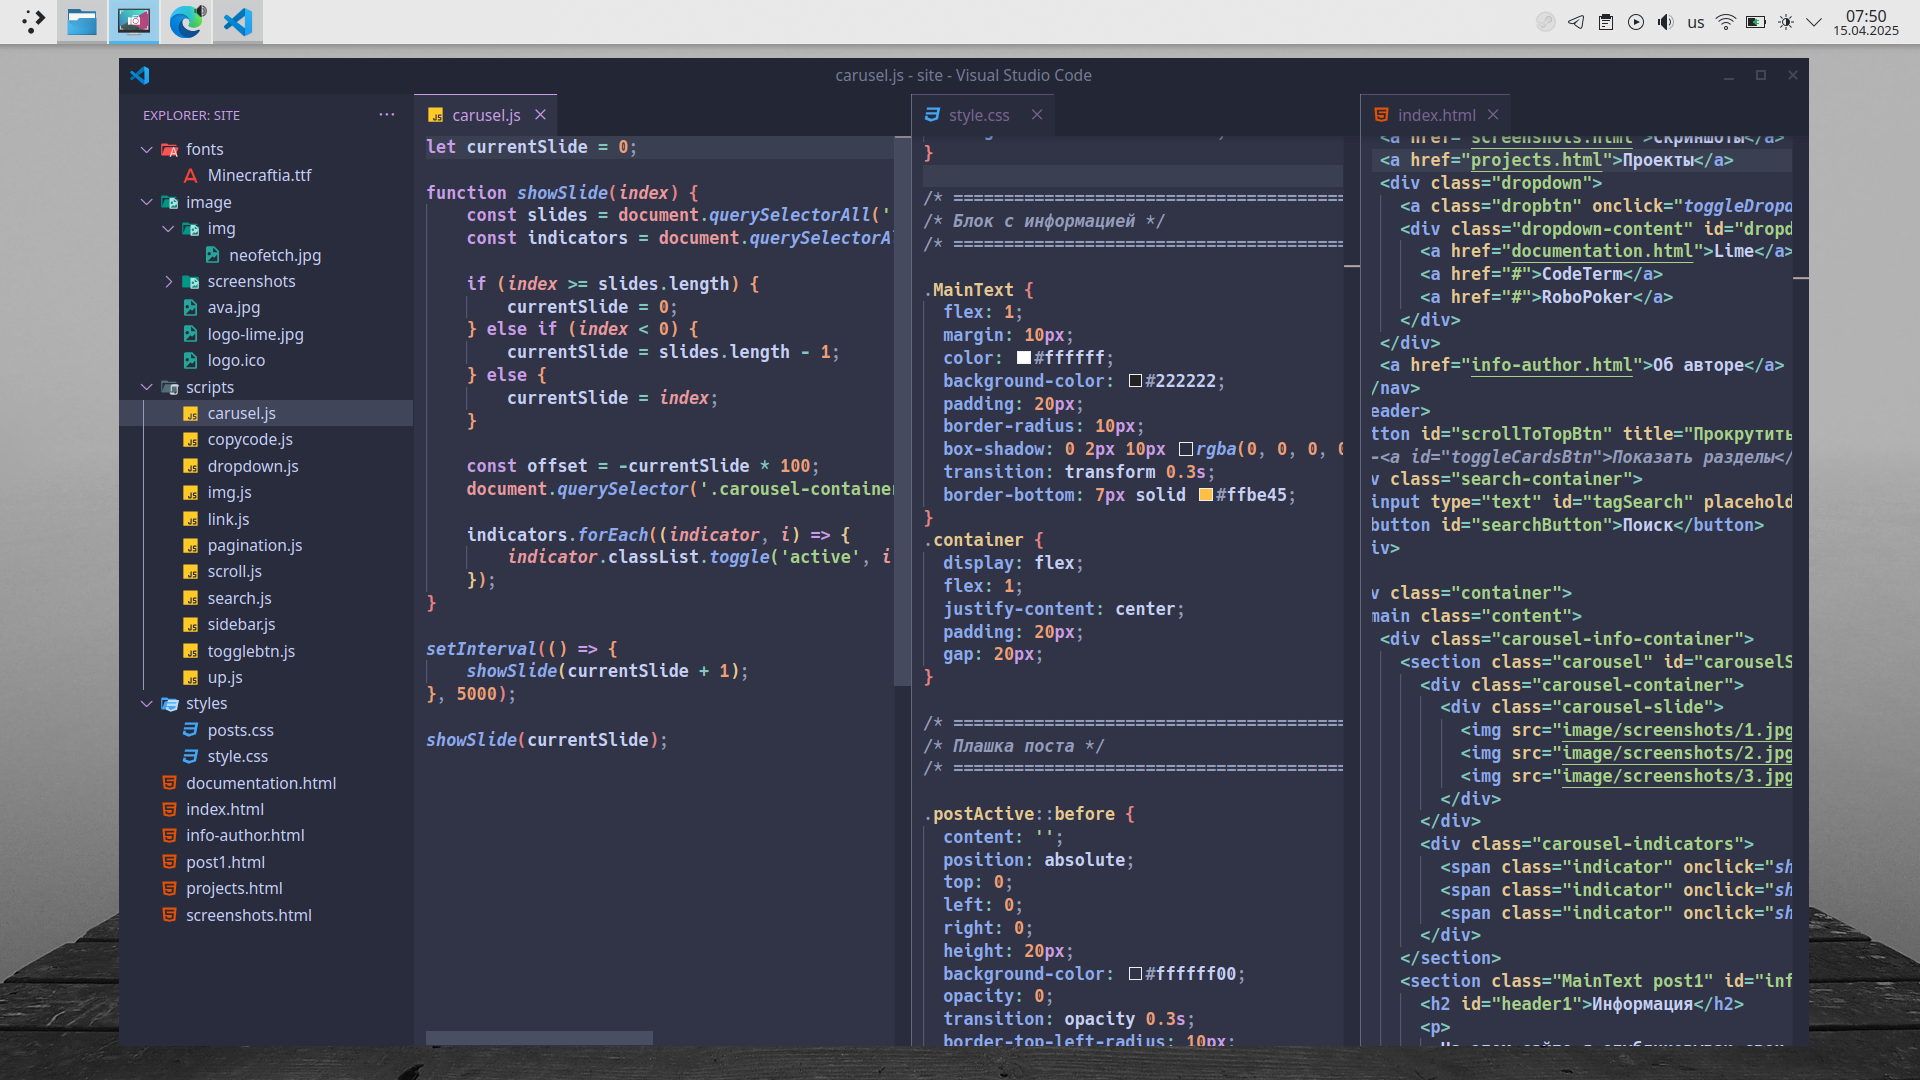 us
07:50
15.04.2025
carusel.js - site - Visual Studio Code
EXPLORER: SITE
fonts
Minecraftia.ttf
image
img
neofetch.jpg
screenshots
ava.jpg
logo-lime.jpg
logo.ico
scripts
carusel.js
copycode.js
dropdown.js
img.js
link.js
pagination.js
scroll.js
search.js
sidebar.js
togglebtn.js
up.js
styles
posts.css
style.css
documentation.html
index.html
info-author.html
post1.html
projects.html
screenshots.html
carusel.js
let currentSlide = 0;
function showSlide(index) {
const slides = document.querySelectorAll('
const indicators = document.querySelectorA
if (index >= slides.length) {
currentSlide = 0;
} else if (index < 0) {
currentSlide = slides.length - 1;
} else {
currentSlide = index;
}
const offset = -currentSlide * 100;
document.querySelector('.carousel-container
indicators.forEach((indicator, i) => {
indicator.classList.toggle('active', i
});
}
setInterval(() => {
showSlide(currentSlide + 1);
}, 5000);
showSlide(currentSlide);
style.css
}
/* =======================================
/* Блок с информацией */
/* =======================================
.MainText {
flex: 1;
margin: 10px;
color: #ffffff;
background-color: #222222;
padding: 20px;
border-radius: 10px;
box-shadow: 0 2px 10px rgba(0, 0, 0, 0
transition: transform 0.3s;
border-bottom: 7px solid #ffbe45;
}
.container {
display: flex;
flex: 1;
justify-content: center;
padding: 20px;
gap: 20px;
}
/* =======================================
/* Плашка поста */
/* =======================================
.postActive::before {
content: '';
position: absolute;
top: 0;
left: 0;
right: 0;
height: 20px;
background-color: #ffffff00;
opacity: 0;
transition: opacity 0.3s;
border-top-left-radius: 10px;
index.html
<a href="screenshots.html">Скриншоты</a>
<a href="projects.html">Проекты</a>
<div class="dropdown">
<a class="dropbtn" onclick="toggleDropd
<div class="dropdown-content" id="dropd
<a href="documentation.html">Lime</a>
<a href="#">CodeTerm</a>
<a href="#">RoboPoker</a>
</div>
</div>
<a href="info-author.html">Об авторе</a>
/nav>
eader>
tton id="scrollToTopBtn" title="Прокрутить
-<a id="toggleCardsBtn">Показать разделы</
v class="search-container">
input type="text" id="tagSearch" placehold
button id="searchButton">Поиск</button>
iv>
v class="container">
main class="content">
<div class="carousel-info-container">
<section class="carousel" id="carouselS
<div class="carousel-container">
<div class="carousel-slide">
<img src="image/screenshots/1.jpg
<img src="image/screenshots/2.jpg
<img src="image/screenshots/3.jpg
</div>
</div>
<div class="carousel-indicators">
<span class="indicator" onclick="sh
<span class="indicator" onclick="sh
<span class="indicator" onclick="sh
</div>
</section>
<section class="MainText post1" id="inf
<h2 id="header1">Информация</h2>
<p>